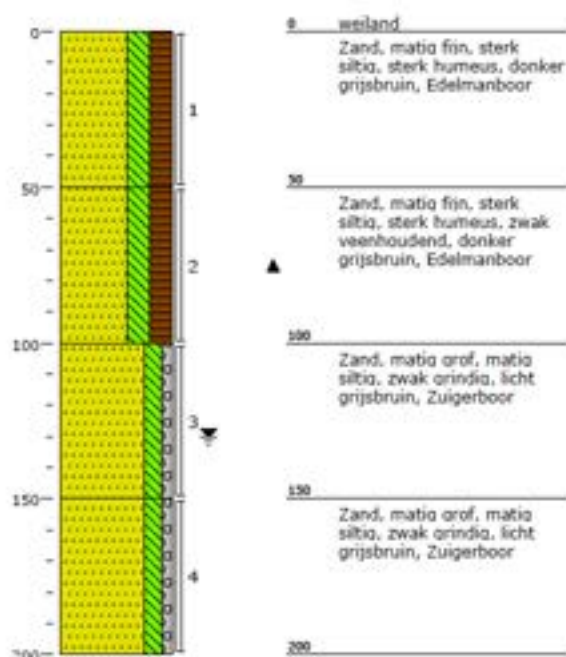 0
50
100
150
200
1
2
3
4
0 weiland
Zand, matig fijn, sterk
siltig, sterk humeus, donker
grijsbruin, Edelmanboor
50
Zand, matig fijn, sterk
siltig, sterk humeus, zwak
veenhoudend, donker
grijsbruin, Edelmanboor
100
Zand, matig grof, matig
siltig, zwak grindig, licht
grijsbruin, Zuigerboor
150
Zand, matig grof, matig
siltig, zwak grindig, licht
grijsbruin, Zuigerboor
200